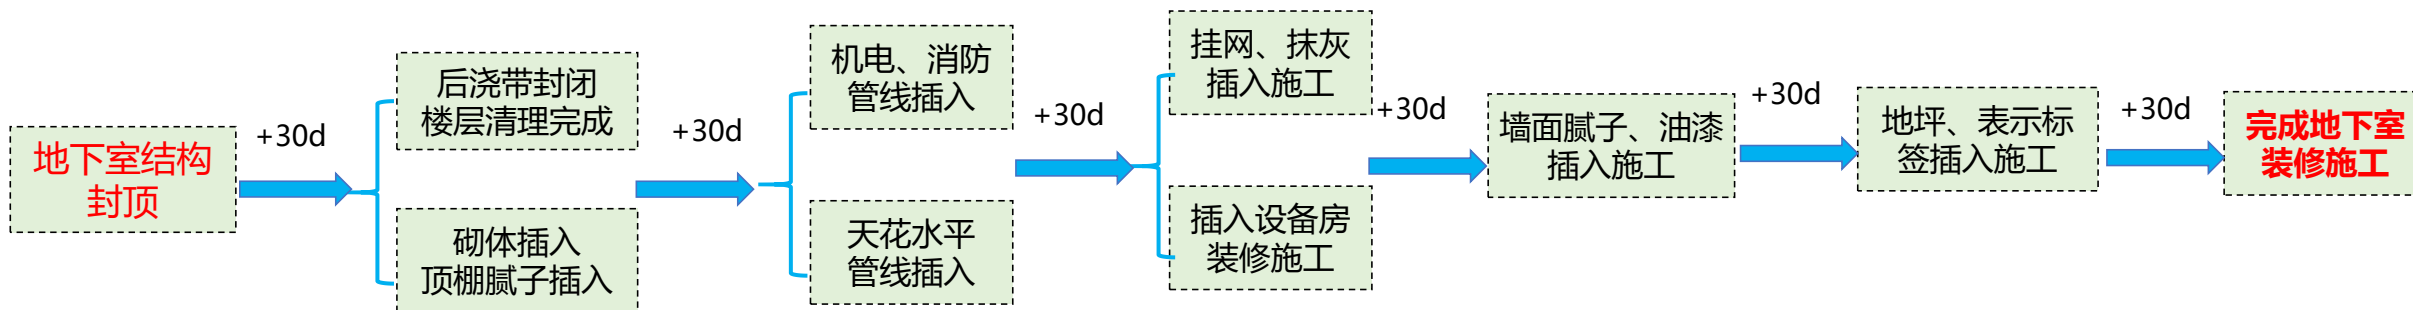 地下室结构
封顶
+30d
后浇带封闭
楼层清理完成
砌体插入
顶棚腻子插入
+30d
机电、消防
管线插入
天花水平
管线插入
+30d
挂网、抹灰
插入施工
插入设备房
装修施工
+30d
墙面腻子、油漆
插入施工
+30d
地坪、表示标
签插入施工
+30d
完成地下室
装修施工